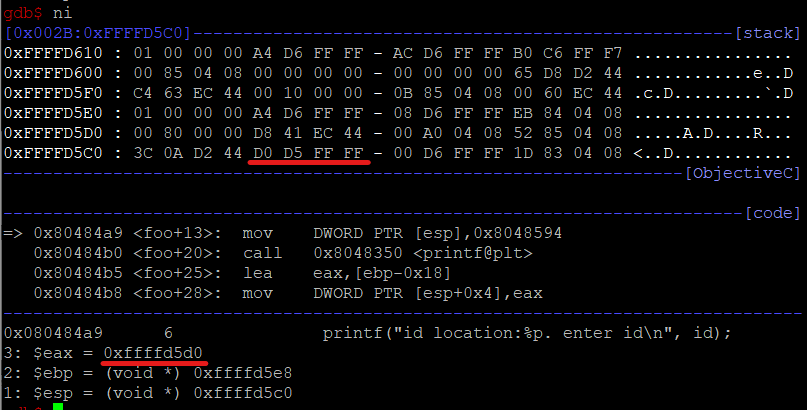 gdb$ ni
[0x002B:0xFFFFD5C0]------------------------------------------------------[stack]
0xFFFFD610 : 01 00 00 00 A4 D6 FF FF - AC D6 FF FF B0 C6 FF F7 ................
0xFFFFD600 : 00 85 04 08 00 00 00 00 - 00 00 00 00 65 D8 D2 44 ............e..D
0xFFFFD5F0 : C4 63 EC 44 00 10 00 00 - 0B 85 04 08 00 60 EC 44 .c.D.........`.D
0xFFFFD5E0 : 01 00 00 00 A4 D6 FF FF - 08 D6 FF FF EB 84 04 08 ................
0xFFFFD5D0 : 00 80 00 00 D8 41 EC 44 - 00 A0 04 08 52 85 04 08 .....A.D....R...
0xFFFFD5C0 : 3C 0A D2 44 D0 D5 FF FF - 00 D6 FF FF 1D 83 04 08 <..D............
--------------------------------------------------------------------[ObjectiveC]
--------------------------------------------------------------------------[code]
=> 0x80484a9 <foo+13>: mov DWORD PTR [esp],0x8048594
0x80484b0 <foo+20>: call 0x8048350 <printf@plt>
0x80484b5 <foo+25>: lea eax,[ebp-0x18]
0x80484b8 <foo+28>: mov DWORD PTR [esp+0x4],eax
--------------------------------------------------------------------------------
0x080484a9 6 printf("id location:%p. enter id\n", id);
3: $eax = 0xffffd5d0
2: $ebp = (void *) 0xffffd5e8
1: $esp = (void *) 0xffffd5c0